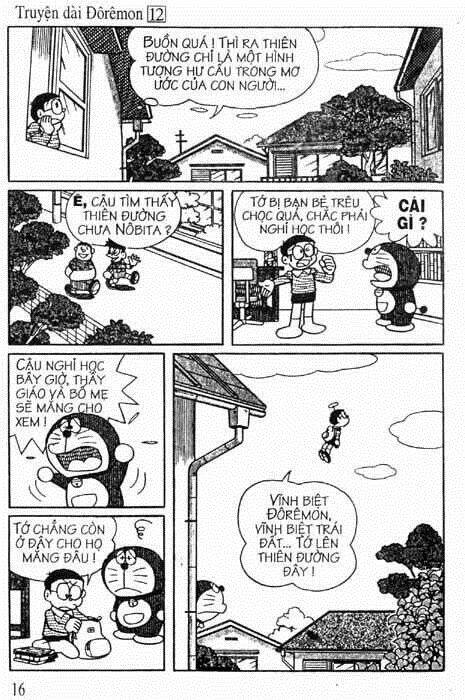 Truyện dài Đôrêmon 12
BUỒN QUÁ ! THÌ RA THIÊN
ĐƯỜNG CHỈ LÀ MỘT HÌNH
TƯỢNG HƯ CẤU TRONG MƠ
ƯỚC CỦA CON NGƯỜI...
Ê, CẬU TÌM THẤY
THIÊN ĐƯỜNG
CHƯA NÔBITA ?
TỚ BỊ BẠN BÈ TRÊU
CHỌC QUÁ, CHẮC PHẢI
NGHỈ HỌC THÔI !
CÁI
GÌ ?
CẬU NGHỈ HỌC
BÂY GIỜ, THẦY
GIÁO VÀ BỐ MẸ
SẼ MẮNG CHO
XEM !
TỚ CHẲNG CÒN
Ở ĐÂY CHO HỌ
MẮNG ĐÂU !
VĨNH BIỆT
ĐÔRÊMON,
VĨNH BIỆT TRÁI
ĐẤT... TỚ LÊN
THIÊN ĐƯỜNG
ĐÂY !
16